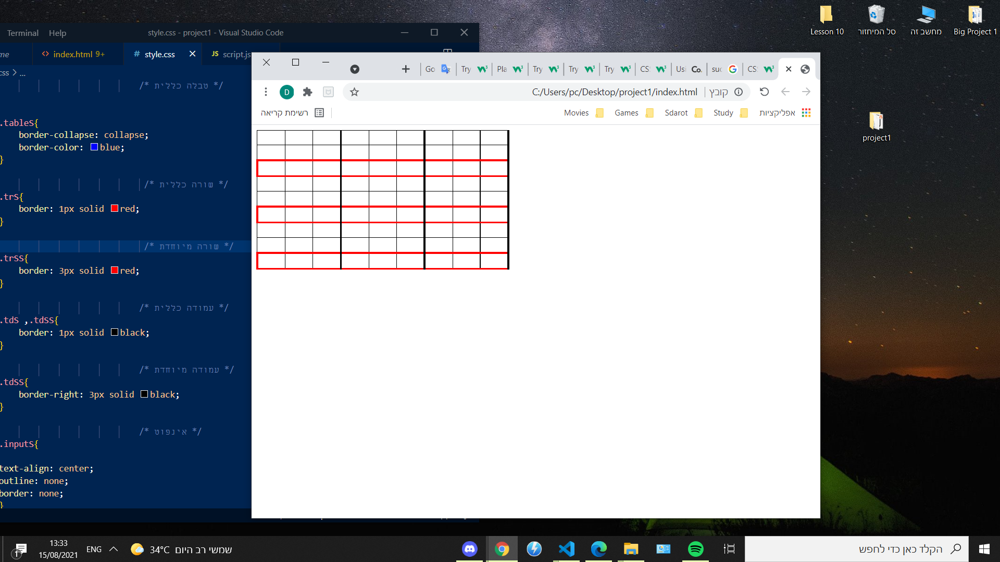 Lesson 10
סל המיחזור
מחשב זה
Big Project 1
project1
Terminal Help style.css - project1 - Visual Studio Code
me index.html 9+ # style.css JS script.js
css > ...
/* טבלה כללית */
.tableS{
border-collapse: collapse;
border-color: blue;
}
/* שורה כללית */
.trS{
border: 1px solid red;
}
/* שורה מיוחדת */
.trSS{
border: 3px solid red;
}
/* עמודה כללית */
.tdS ,.tdSS{
border: 1px solid black;
}
/* עמודה מיוחדת */
.tdSS{
border-right: 3px solid black;
}
/* אינפוט */
.inputS{
text-align: center;
outline: none;
border: none;
}
Go Try Pla Try Try Try CS Usi Co. suc G CS
D C:/Users/pc/Desktop/project1/index.html קובץ
רשימת קריאה Movies Games Sdarot Study אפליקציות
1 13:33 ENG 34°C שמשי רב היום
15/08/2021
הקלד כאן כדי לחפש